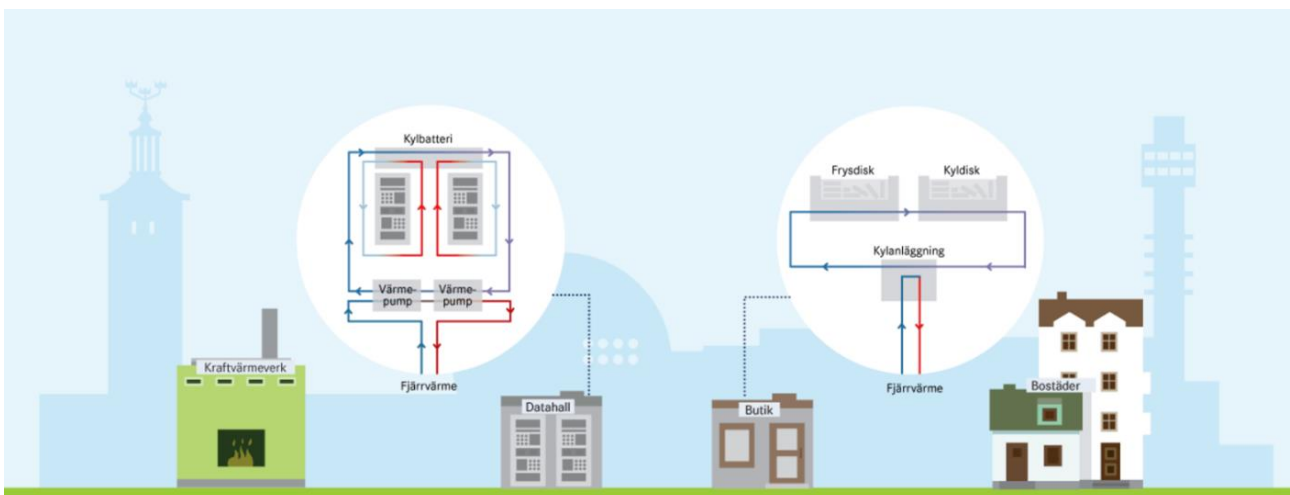 Kylbatteri
Värme-
pump
Värme-
pump
Fjärrvärme
Frysdisk
Kyldisk
Kylanläggning
Fjärrvärme
Kraftvärmeverk
Datahall
Butik
Bostäder